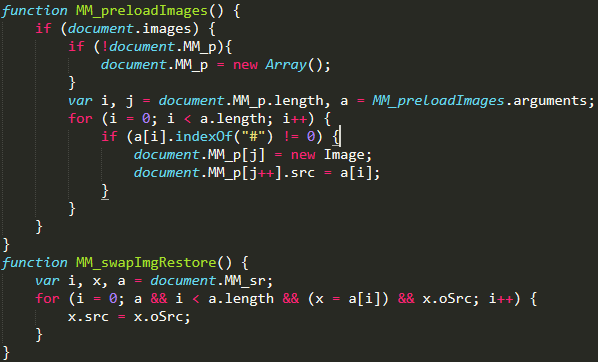 function MM_preloadImages() {
    if (document.images) {
        if (!document.MM_p){
            document.MM_p = new Array();
        }
        var i, j = document.MM_p.length, a = MM_preloadImages.arguments;
        for (i = 0; i < a.length; i++) {
            if (a[i].indexOf("#") != 0) {
                document.MM_p[j] = new Image;
                document.MM_p[j++].src = a[i];
            }
        }
    }
}
function MM_swapImgRestore() {
    var i, x, a = document.MM_sr;
    for (i = 0; a && i < a.length && (x = a[i]) && x.oSrc; i++) {
        x.src = x.oSrc;
    }
}